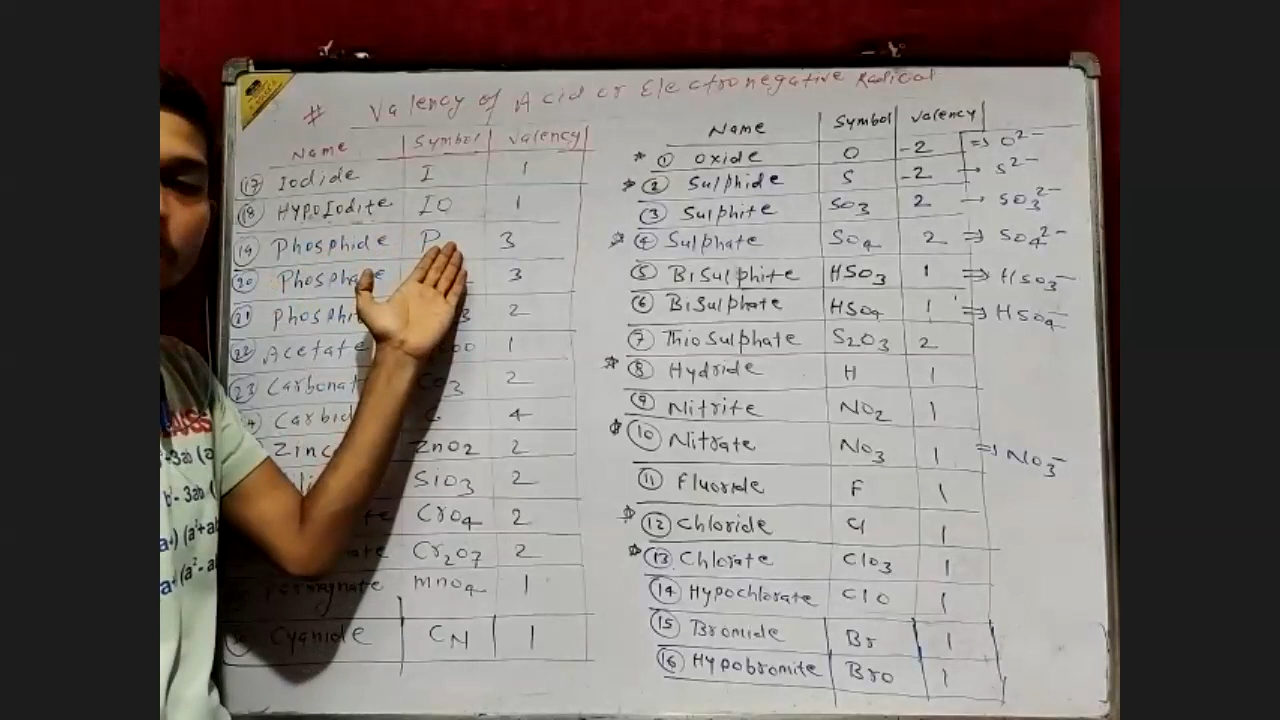 # Valency of Acid or Electronegative Radical
Name Symbol Valency
17 Iodide I 1
18 HypoIodite IO 1
19 Phosphide P 3
20 Phosphate 3
21 2
22 Acetate 1
23 3 2
4
ZnO2 2
SiO3 2
CrO4 2
Cr2O7 2
mnO4 1
Cyanide CN 1
Name Symbol Valency
* 1 Oxide O -2 => O2-
* 2 Sulphide S -2 → S2-
3 Sulphite SO3 2 → SO3 2-
* 4 Sulphate SO4 2 => SO4 2-
5 BiSulphite HSO3 1 => HSO3-
6 BiSulphate HSO4 1 => HSO4-
7 ThioSulphate S2O3 2
* 8 Hydride H 1
9 Nitrite NO2 1
* 10 Nitrate NO3 1 => NO3-
11 Fluoride F 1
* 12 Chloride Cl 1
* 13 Chlorate ClO3 1
14 Hypochlorate ClO 1
15 Bromide Br 1
16 Hypobromite BrO 1